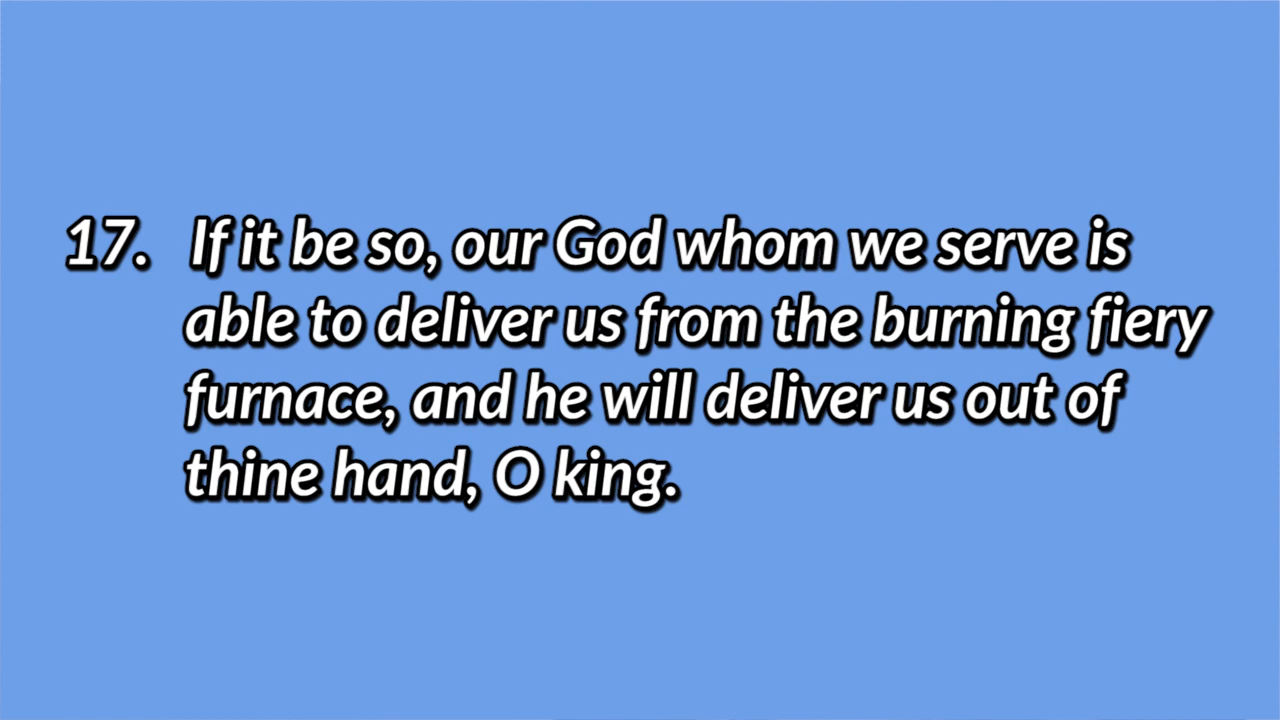 17. If it be so, our God whom we serve is
able to deliver us from the burning fiery
furnace, and he will deliver us out of
thine hand, O king.